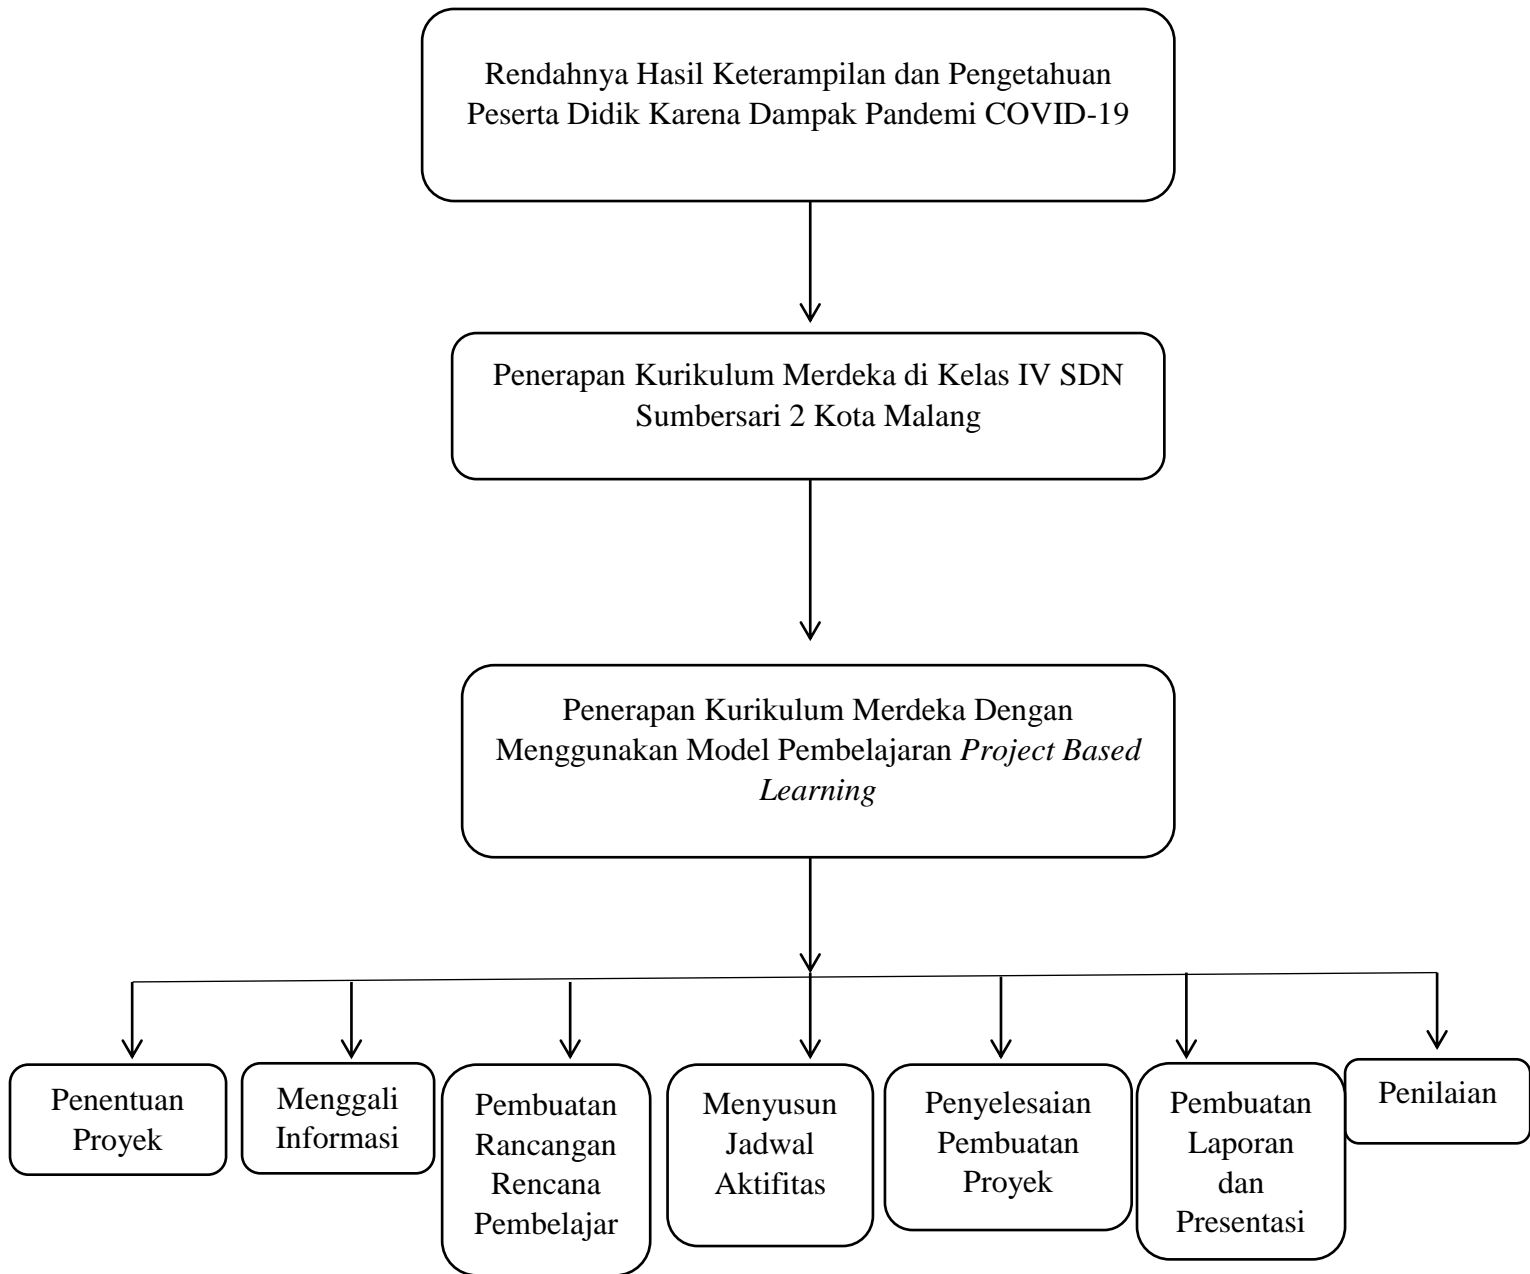 Rendahnya Hasil Keterampilan dan Pengetahuan
Peserta Didik Karena Dampak Pandemi COVID-19
Penerapan Kurikulum Merdeka di Kelas IV SDN
Sumbersari 2 Kota Malang
Penerapan Kurikulum Merdeka Dengan
Menggunakan Model Pembelajaran Project Based
Learning
Penentuan
Proyek
Menggali
Informasi
Pembuatan
Rancangan
Rencana
Pembelajar
Menyusun
Jadwal
Aktifitas
Penyelesaian
Pembuatan
Proyek
Pembuatan
Laporan
dan
Presentasi
Penilaian